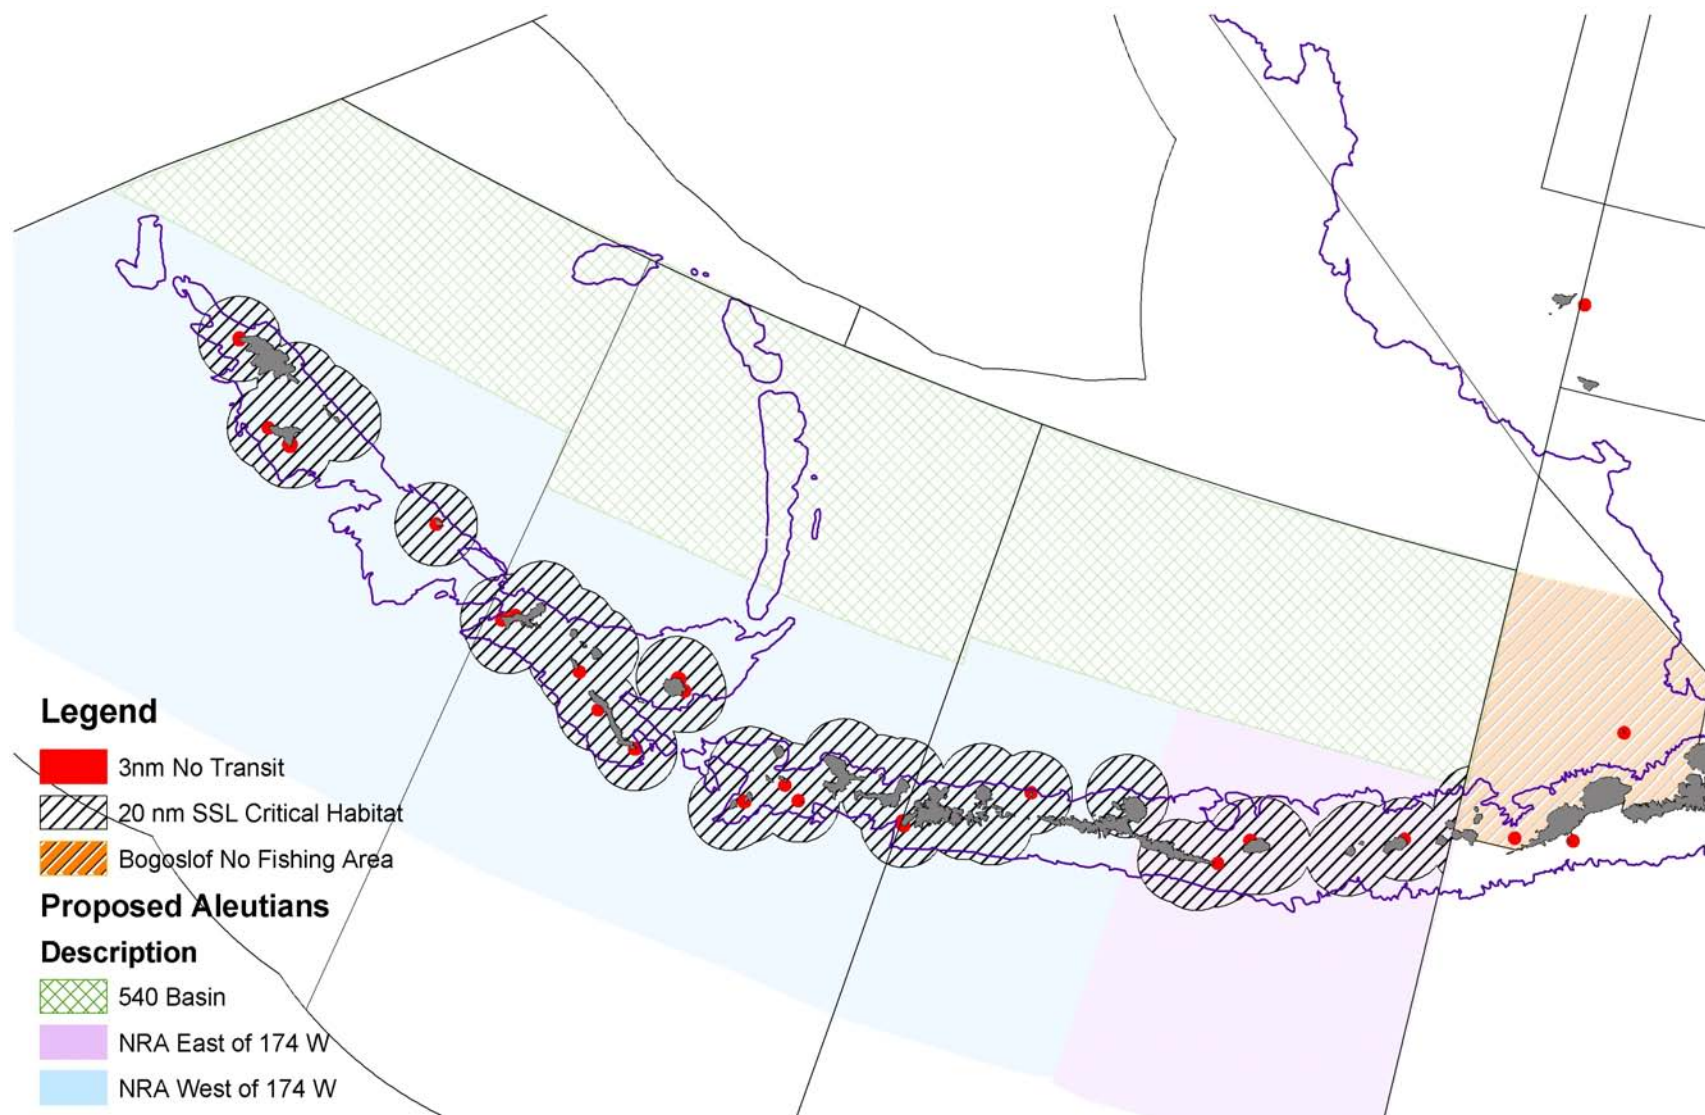 Legend
3nm No Transit
20 nm SSL Critical Habitat
Bogoslof No Fishing Area
Proposed Aleutians
Description
540 Basin
NRA East of 174 W
NRA West of 174 W